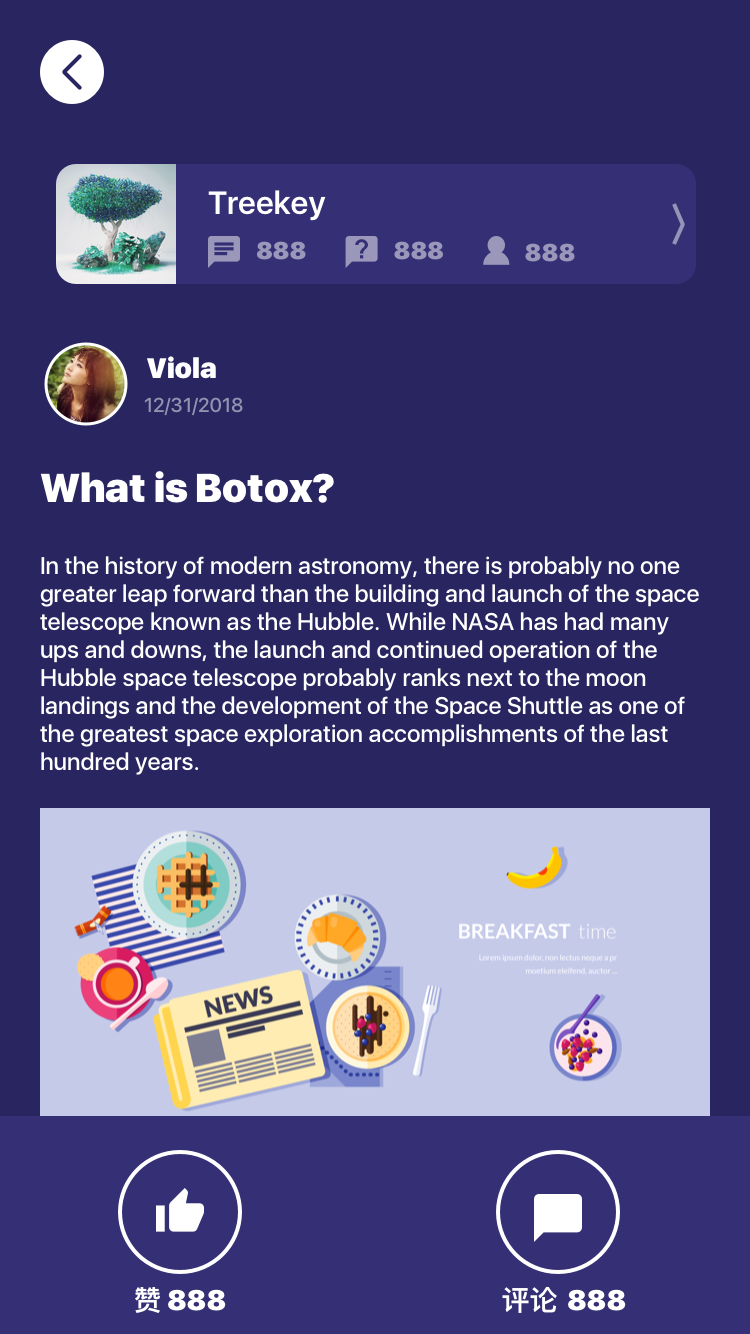 Treekey
888 888 888
Viola
12/31/2018
What is Botox?
In the history of modern astronomy, there is probably no one
greater leap forward than the building and launch of the space
telescope known as the Hubble. While NASA has had many
ups and downs, the launch and continued operation of the
Hubble space telescope probably ranks next to the moon
landings and the development of the Space Shuttle as one of
the greatest space exploration accomplishments of the last
hundred years.
BREAKFAST time
Lorem ipsum dolor, non lectus neque a pr
moetium eleifend, auctor ...
NEWS
赞 888
评论 888